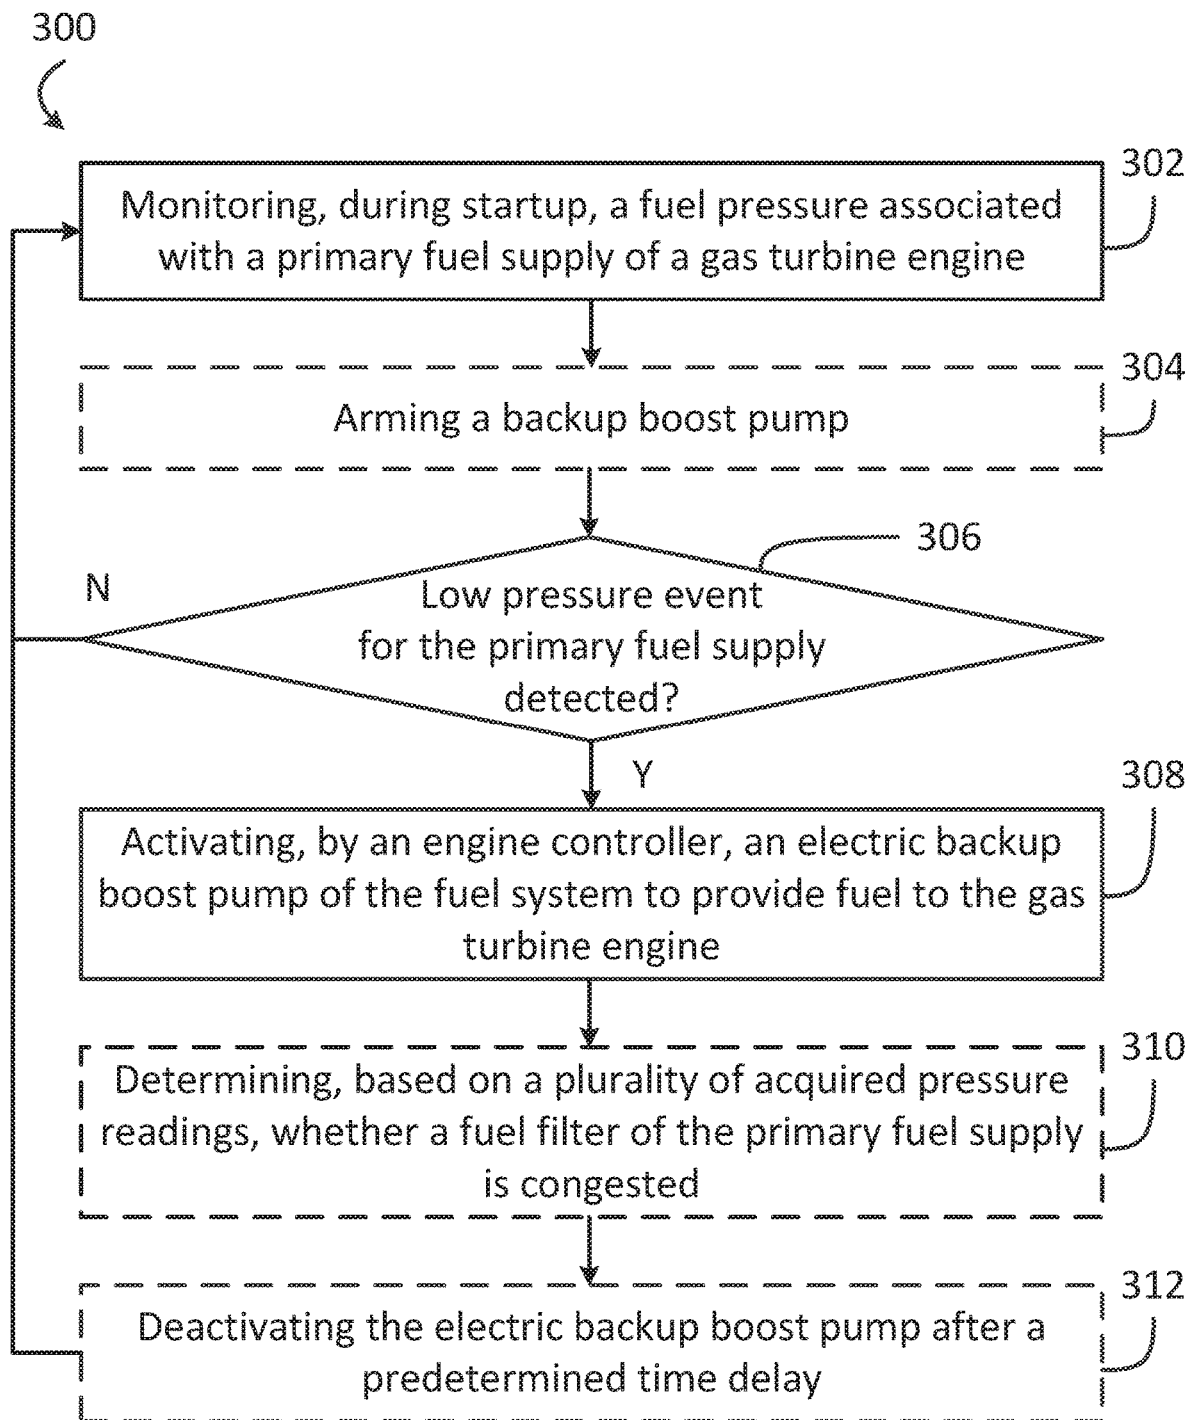 300
302
Monitoring, during startup, a fuel pressure associated
with a primary fuel supply of a gas turbine engine
304
Arming a backup boost pump
306
N
Low pressure event
for the primary fuel supply
detected?
Y
308
Activating, by an engine controller, an electric backup
boost pump of the fuel system to provide fuel to the gas
turbine engine
310
Determining, based on a plurality of acquired pressure
readings, whether a fuel filter of the primary fuel supply
is congested
312
Deactivating the electric backup boost pump after a
predetermined time delay